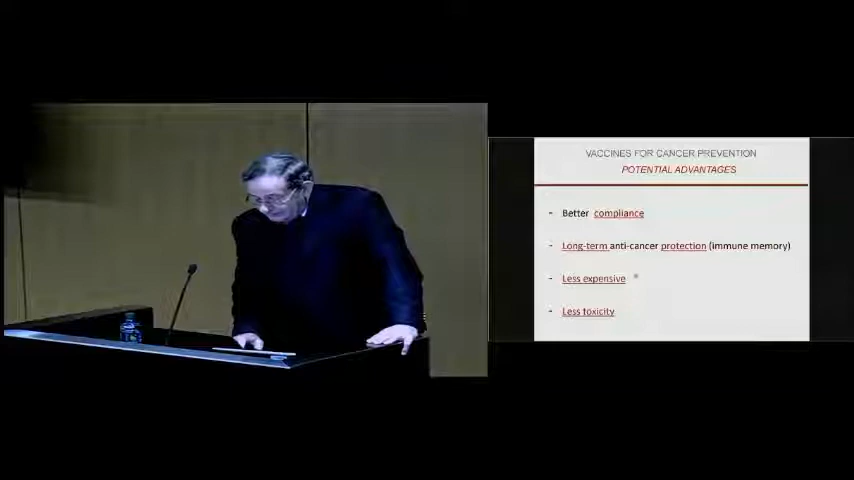 VACCINES FOR CANCER PREVENTION
POTENTIAL ADVANTAGES
- Better compliance
- Long-term anti-cancer protection (immune memory)
- Less expensive
- Less toxicity